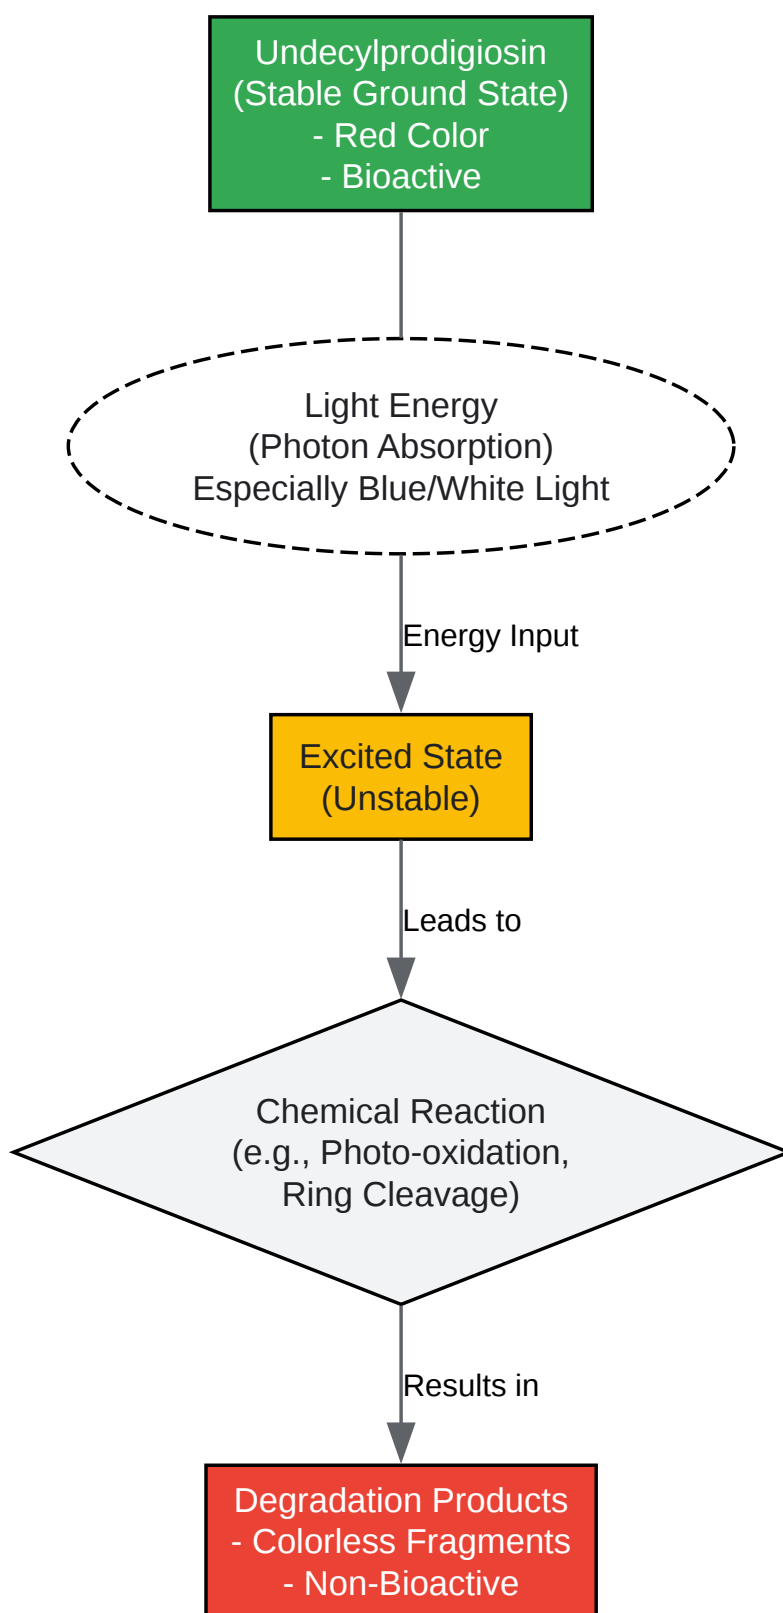 Undecylprodigiosin
(Stable Ground State)
- Red Color
- Bioactive
Light Energy
(Photon Absorption)
Especially Blue/White Light
Energy Input
Excited State
(Unstable)
Leads to
Chemical Reaction
(e.g., Photo-oxidation,
Ring Cleavage)
Results in
Degradation Products
- Colorless Fragments
- Non-Bioactive